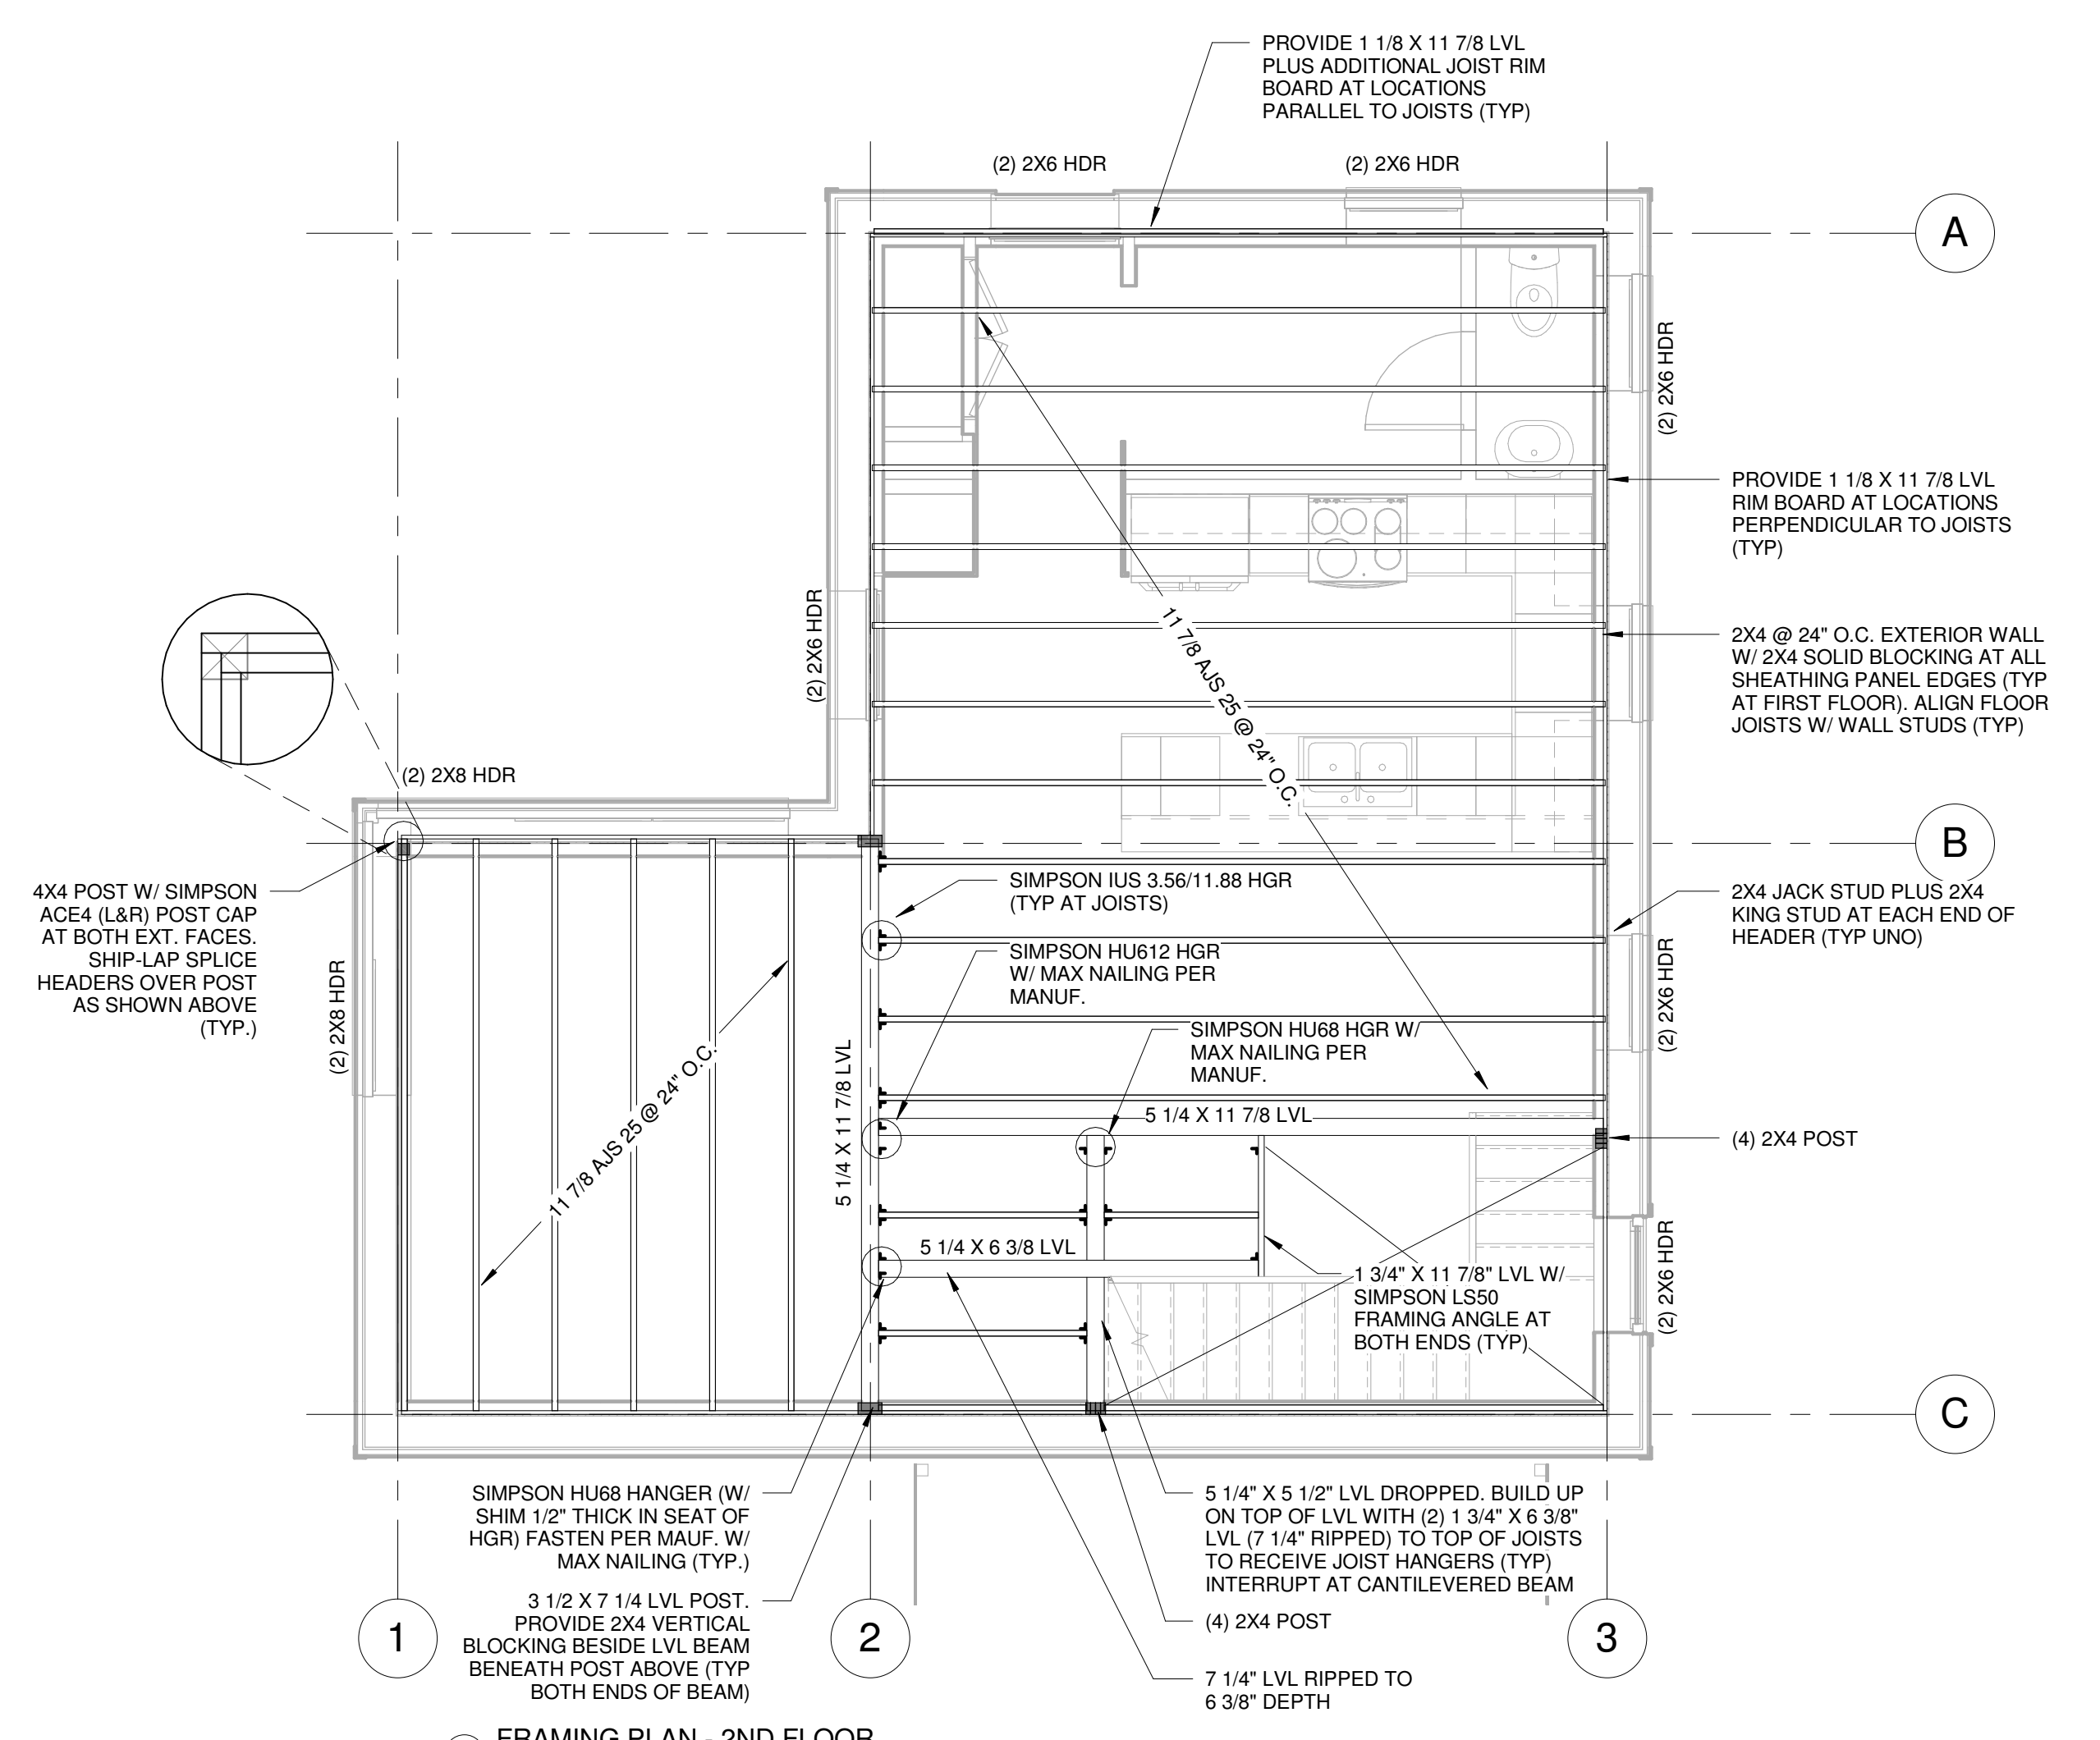 PROVIDE 1 1/8 X 11 7/8 LVL
PLUS ADDITIONAL JOIST RIM
BOARD AT LOCATIONS
PARALLEL TO JOISTS (TYP)
(2) 2X6 HDR
(2) 2X6 HDR
A
(2) 2X6 HDR
PROVIDE 1 1/8 X 11 7/8 LVL
RIM BOARD AT LOCATIONS
PERPENDICULAR TO JOISTS
(TYP)
(2) 2X6 HDR
11 7/8 AJS 25 @ 24" O.C.
2X4 @ 24" O.C. EXTERIOR WALL
W/ 2X4 SOLID BLOCKING AT ALL
SHEATHING PANEL EDGES (TYP
AT FIRST FLOOR). ALIGN FLOOR
JOISTS W/ WALL STUDS (TYP)
(2) 2X8 HDR
B
4X4 POST W/ SIMPSON
ACE4 (L&R) POST CAP
AT BOTH EXT. FACES.
SHIP-LAP SPLICE
HEADERS OVER POST
AS SHOWN ABOVE
(TYP.)
(2) 2X8 HDR
SIMPSON IUS 3.56/11.88 HGR
(TYP AT JOISTS)
2X4 JACK STUD PLUS 2X4
KING STUD AT EACH END OF
HEADER (TYP UNO)
SIMPSON HU612 HGR
W/ MAX NAILING PER
MANUF.
(2) 2X6 HDR
SIMPSON HU68 HGR W/
MAX NAILING PER
MANUF.
11 7/8 AJS 25 @ 24" O.C.
5 1/4 X 11 7/8 LVL
5 1/4 X 11 7/8 LVL
(4) 2X4 POST
5 1/4 X 6 3/8 LVL
1 3/4" X 11 7/8" LVL W/
SIMPSON LS50
FRAMING ANGLE AT
BOTH ENDS (TYP)
(2) 2X6 HDR
C
SIMPSON HU68 HANGER (W/
SHIM 1/2" THICK IN SEAT OF
HGR) FASTEN PER MAUF. W/
MAX NAILING (TYP.)
5 1/4" X 5 1/2" LVL DROPPED. BUILD UP
ON TOP OF LVL WITH (2) 1 3/4" X 6 3/8"
LVL (7 1/4" RIPPED) TO TOP OF JOISTS
TO RECEIVE JOIST HANGERS (TYP)
INTERRUPT AT CANTILEVERED BEAM
3 1/2 X 7 1/4 LVL POST.
PROVIDE 2X4 VERTICAL
BLOCKING BESIDE LVL BEAM
BENEATH POST ABOVE (TYP
BOTH ENDS OF BEAM)
(4) 2X4 POST
7 1/4" LVL RIPPED TO
6 3/8" DEPTH
1
2
3
FRAMING PLAN - 2ND FLOOR